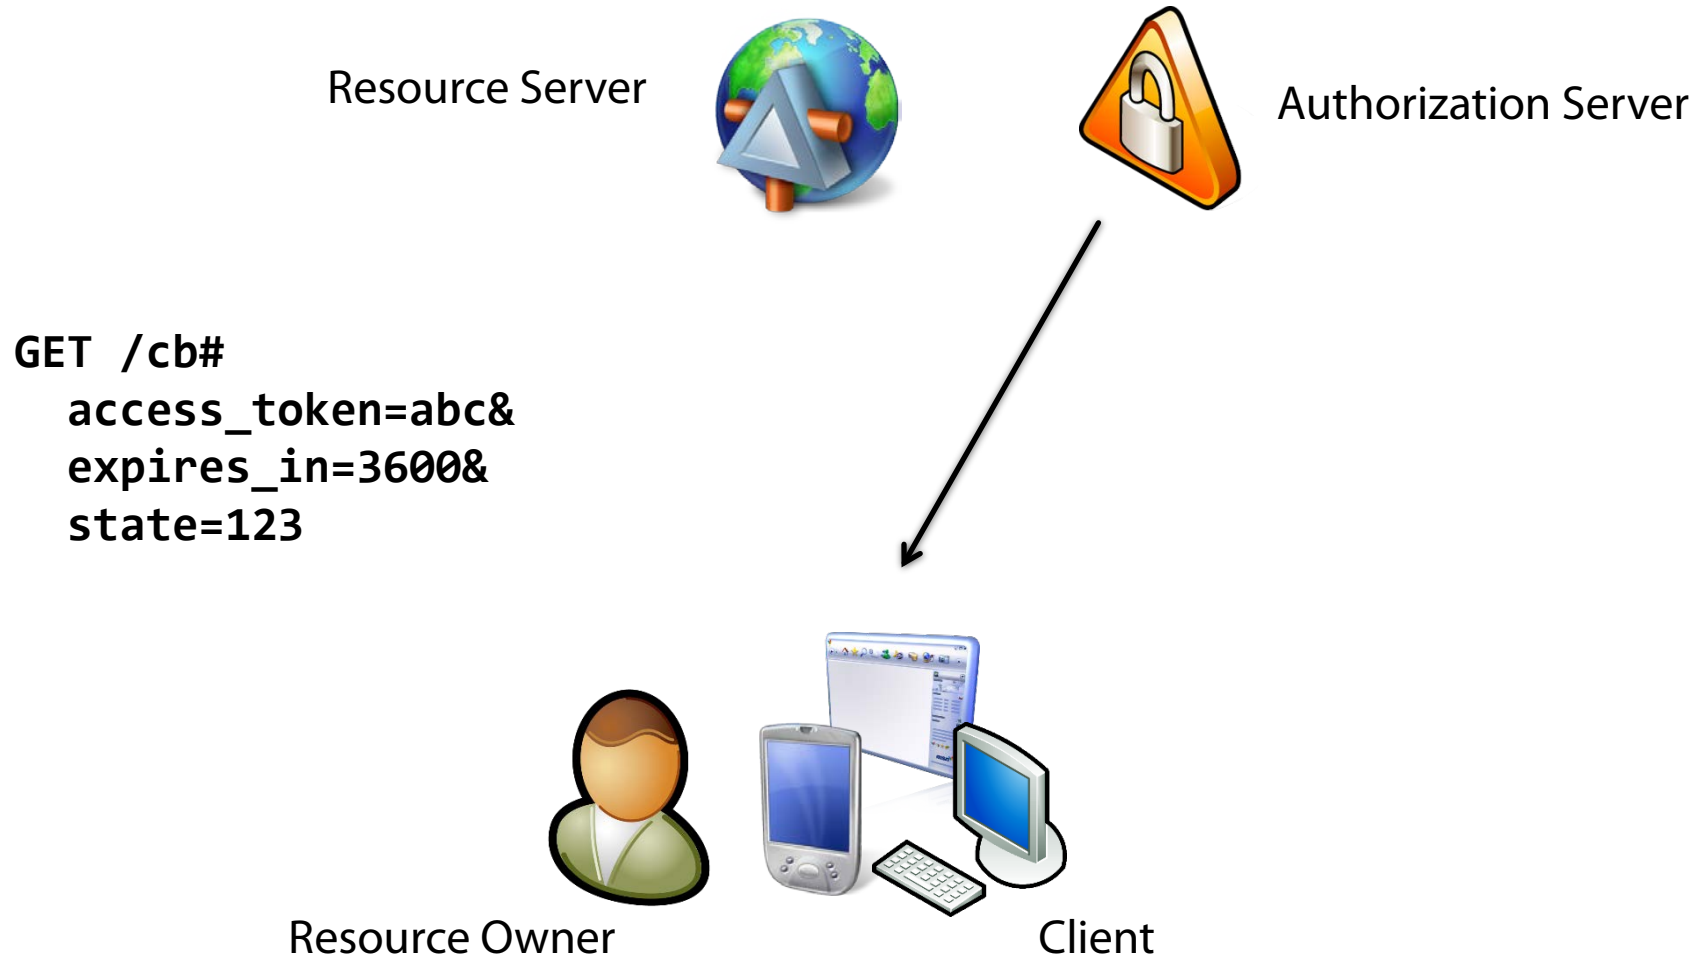 Resource Server
Authorization Server
GET /cb#
access_token=abc&
expires_in=3600&
state=123
Resource Owner
Client